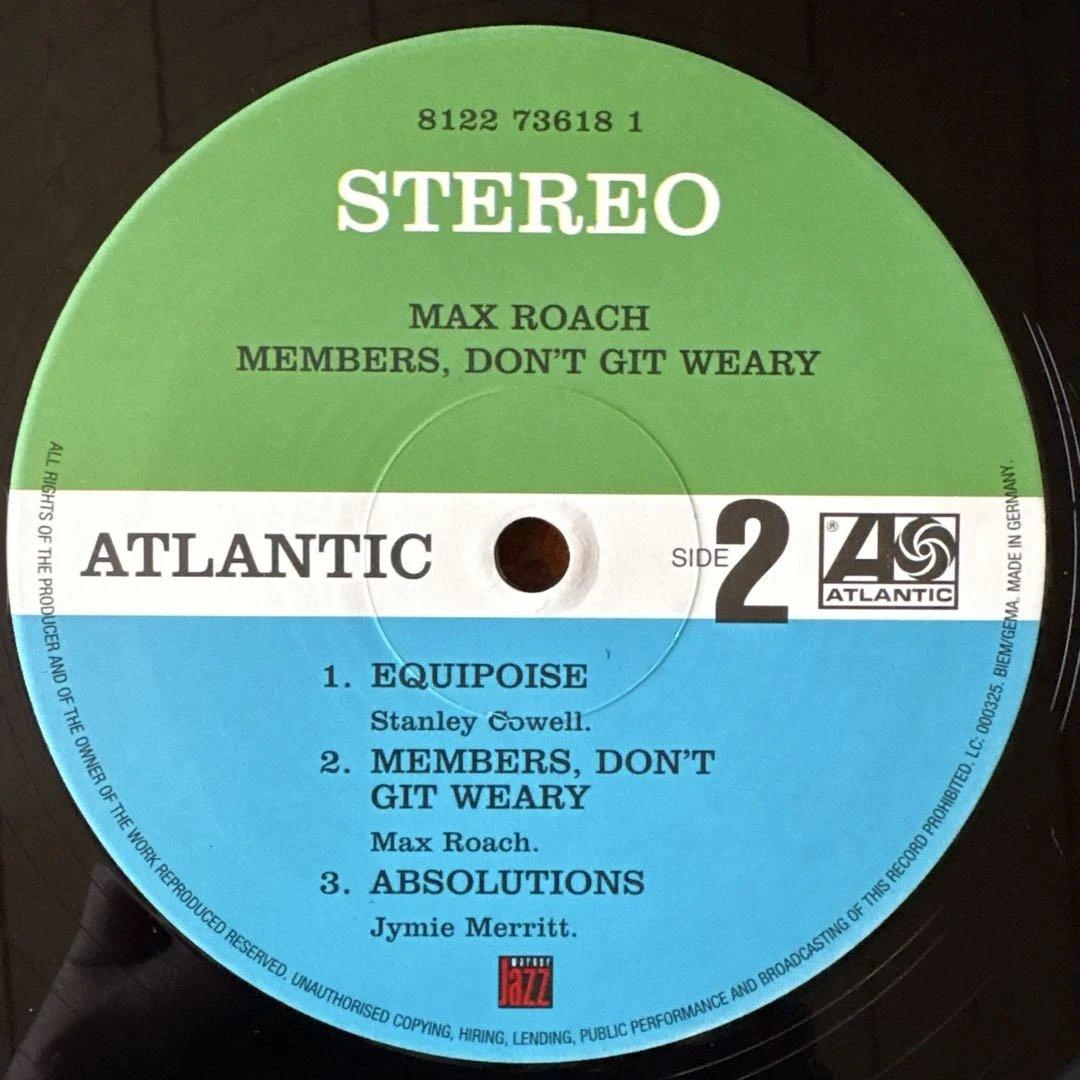 8122 73618 1
STEREO
MAX ROACH
MEMBERS, DON'T GIT WEARY
ATLANTIC
SIDE 2
®
ATLANTIC
1. EQUIPOISE
Stanley Cowell.
2. MEMBERS, DON'T
GIT WEARY
Max Roach.
3. ABSOLUTIONS
Jymie Merritt.
warner
Jazz
ALL RIGHTS OF THE PRODUCER AND OF THE OWNER OF THE WORK REPRODUCED RESERVED. UNAUTHORISED COPYING, HIRING, LENDING, PUBLIC PERFORMANCE AND BROADCASTING OF THIS RECORD PROHIBITED. LC: 000325. BIEM/GEMA. MADE IN GERMANY.